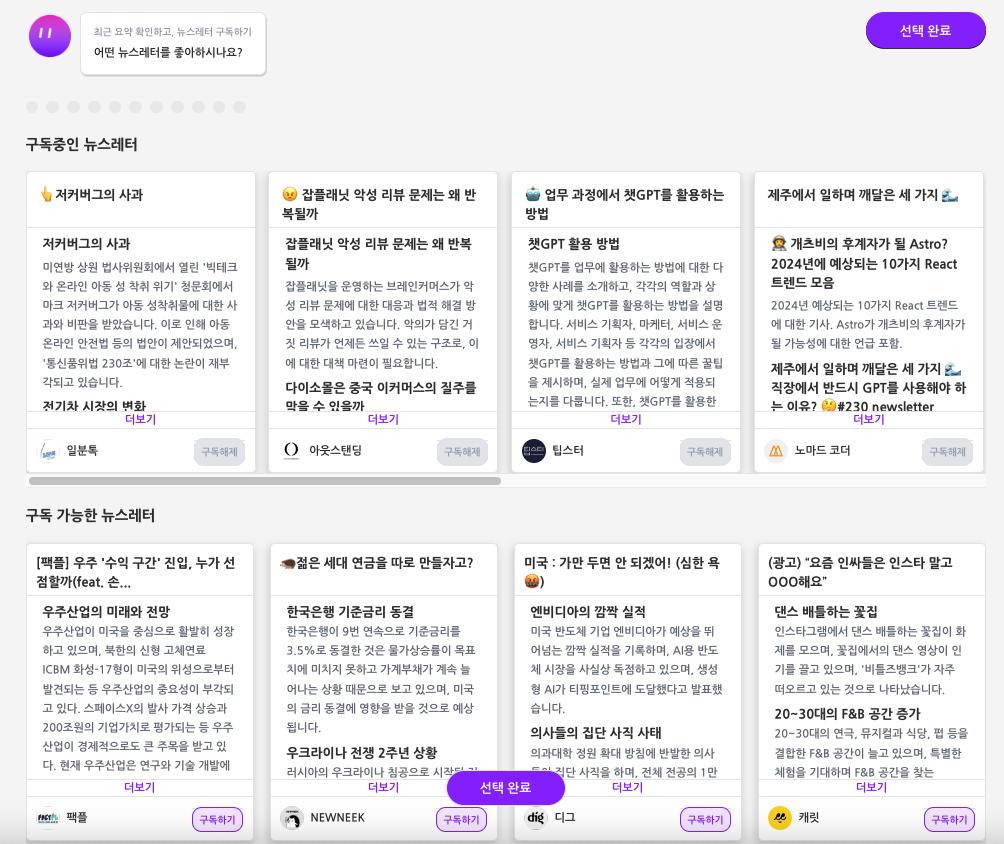 최근 요약 확인하고, 뉴스레터 구독하기
어떤 뉴스레터를 좋아하시나요?
선택 완료
구독중인 뉴스레터
👆저커버그의 사과
저커버그의 사과
미연방 상원 법사위원회에서 열린 '빅테크
와 온라인 아동 성 착취 위기' 청문회에서
마크 저커버그가 아동 성착취물에 대한 사
과와 비판을 받았습니다. 이로 인해 아동
온라인 안전법 등의 법안이 제안되었으며,
'통신품위법 230조'에 대한 논란이 재부
각되고 있습니다.
전기차 시장의 변화
더보기
일분톡
구독해제
😠 잡플래닛 악성 리뷰 문제는 왜 반
복될까
잡플래닛 악성 리뷰 문제는 왜 반복
될까
잡플래닛을 운영하는 브레인커머스가 악
성 리뷰 문제에 대한 대응과 법적 해결 방
안을 모색하고 있습니다. 악의가 담긴 거
짓 리뷰가 언제든 쓰일 수 있는 구조로, 이
에 대한 대책 마련이 필요합니다.
다이소몰은 중국 이커머스의 질주를
막을 수 있을까
더보기
아웃스탠딩
구독해제
🤖 업무 과정에서 챗GPT를 활용하는
방법
챗GPT 활용 방법
챗GPT를 업무에 활용하는 방법에 대한 다
양한 사례를 소개하고, 각각의 역할과 상
황에 맞게 챗GPT를 활용하는 방법을 설명
합니다. 서비스 기획자, 마케터, 서비스 운
영자, 서비스 기획자 등 각각의 입장에서
챗GPT를 활용하는 방법과 그에 따른 꿀팁
을 제시하며, 실제 업무에 어떻게 적용되
는지를 다룹니다. 또한, 챗GPT를 활용한
더보기
팁스터
구독해제
제주에서 일하며 깨달은 세 가지 🌊
🧑‍🚀 개츠비의 후계자가 될 Astro?
2024년에 예상되는 10가지 React
트렌드 모음
2024년 예상되는 10가지 React 트렌드
에 대한 기사. Astro가 개츠비의 후계자가
될 가능성에 대한 언급 포함.
제주에서 일하며 깨달은 세 가지 🌊
직장에서 반드시 GPT를 사용해야 하
는 이유? 🤔#230 newsletter
더보기
노마드 코더
구독해제
구독 가능한 뉴스레터
[팩플] 우주 '수익 구간' 진입, 누가 선
점할까(feat. 손...
우주산업의 미래와 전망
우주산업이 미국을 중심으로 활발히 성장
하고 있으며, 북한의 신형 고체연료
ICBM 화성-17형이 미국의 위성으로부터
발견되는 등 우주산업의 중요성이 부각되
고 있다. 스페이스X의 발사 가격 상승과
200조원의 기업가치로 평가되는 등 우주
산업이 경제적으로도 큰 주목을 받고 있
다. 현재 우주산업은 연구와 기술 개발에
더보기
팩플
구독하기
🦔젊은 세대 연금을 따로 만들자고?
한국은행 기준금리 동결
한국은행이 9번 연속으로 기준금리를
3.5%로 동결한 것은 물가상승률이 목표
치에 미치지 못하고 가계부채가 계속 늘
어나는 상황 때문으로 보고 있으며, 미국
의 금리 동결에 영향을 받을 것으로 예상
됩니다.
우크라이나 전쟁 2주년 상황
러시아의 우크라이나 침공으로 시작된
더보기
NEWNEEK
구독하기
미국 : 가만 두면 안 되겠어! (심한 욕
🤬)
엔비디아의 깜짝 실적
미국 반도체 기업 엔비디아가 예상을 뛰
어넘는 깜짝 실적을 기록하며, AI용 반도
체 시장을 사실상 독점하고 있으며, 생성
형 AI가 티핑포인트에 도달했다고 발표했
습니다.
의사들의 집단 사직 사태
의과대학 정원 확대 방침에 반발한 의사
집단 사직을 하며, 전체 전공의 1만
더보기
dig
디그
구독하기
(광고) “요즘 인싸들은 인스타 말고
OOO해요”
댄스 배틀하는 꽃집
인스타그램에서 댄스 배틀하는 꽃집이 화
제를 모으며, 꽃집에서의 댄스 영상이 인
기를 끌고 있으며, '비틀즈뱅크'가 자주
떠오르고 있는 것으로 나타났습니다.
20~30대의 F&B 공간 증가
20~30대의 연극, 뮤지컬과 식당, 펍 등을
결합한 F&B 공간이 늘고 있으며, 특별한
체험을 기대하며 F&B 공간을 찾는
더보기
캐릿
구독하기
선택 완료